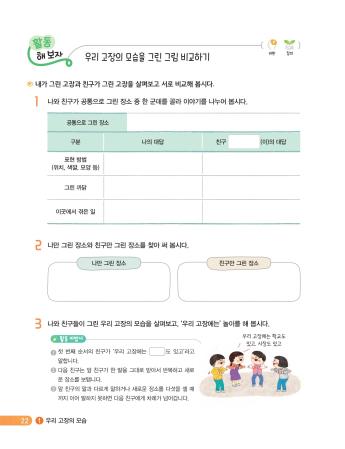 활동
해 보자
우리 고장의 모습을 그린 그림 비교하기
내가 그린 고장과 친구가 그린 고장을 살펴보고 서로 비교해 봅시다.
1 나와 친구가 공통으로 그린 장소 중 한 군데를 골라 이야기를 나누어 봅시다.
공통으로 그린 장소
구분 나의 대답 친구 (이)의 대답
표현 방법
(위치, 색깔, 모양 등)
그린 까닭
이곳에서 겪은 일
2 나만 그린 장소와 친구만 그린 장소를 찾아 써 봅시다.
나만 그린 장소 친구만 그린 장소
3 나와 친구들이 그린 우리 고장의 모습을 살펴보고, '우리 고장에는' 놀이를 해 봅시다.
활동 방법
1 첫 번째 순서의 친구가 '우리 고장에는 도 있고'라고
말합니다.
2 다음 친구는 앞 친구가 한 말을 그대로 받아서 반복하고 새로
운 장소를 보탭니다.
3 앞 친구의 말과 다르게 말하거나 새로운 장소를 다섯을 셀 때
까지 이어 말하지 못하면 다음 친구에게 차례가 넘어갑니다.
우리 고장에는 학교도
있고, 시장도 있고
22 1 우리 고장의 모습